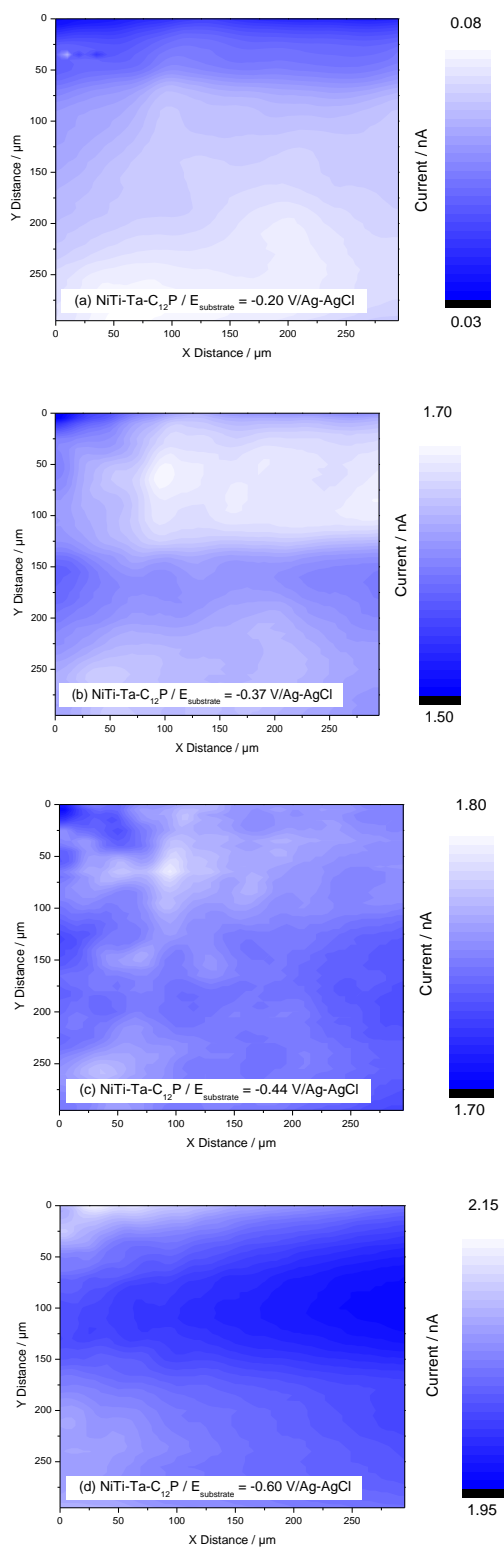 0.08
0
50
100
150
200
250
Y Distance / µm
(a) NiTi-Ta-C₁₂P / E_substrate = -0.20 V/Ag-AgCl
0 50 100 150 200 250
X Distance / µm
Current / nA
0.03
1.70
0
50
100
150
200
250
Y Distance / µm
(b) NiTi-Ta-C₁₂P / E_substrate = -0.37 V/Ag-AgCl
0 50 100 150 200 250
X Distance / µm
Current / nA
1.50
1.80
0
50
100
150
200
250
Y Distance / µm
(c) NiTi-Ta-C₁₂P / E_substrate = -0.44 V/Ag-AgCl
0 50 100 150 200 250
X Distance / µm
Current / nA
1.70
2.15
0
50
100
150
200
250
Y Distance / µm
(d) NiTi-Ta-C₁₂P / E_substrate = -0.60 V/Ag-AgCl
0 50 100 150 200 250
X Distance / µm
Current / nA
1.95